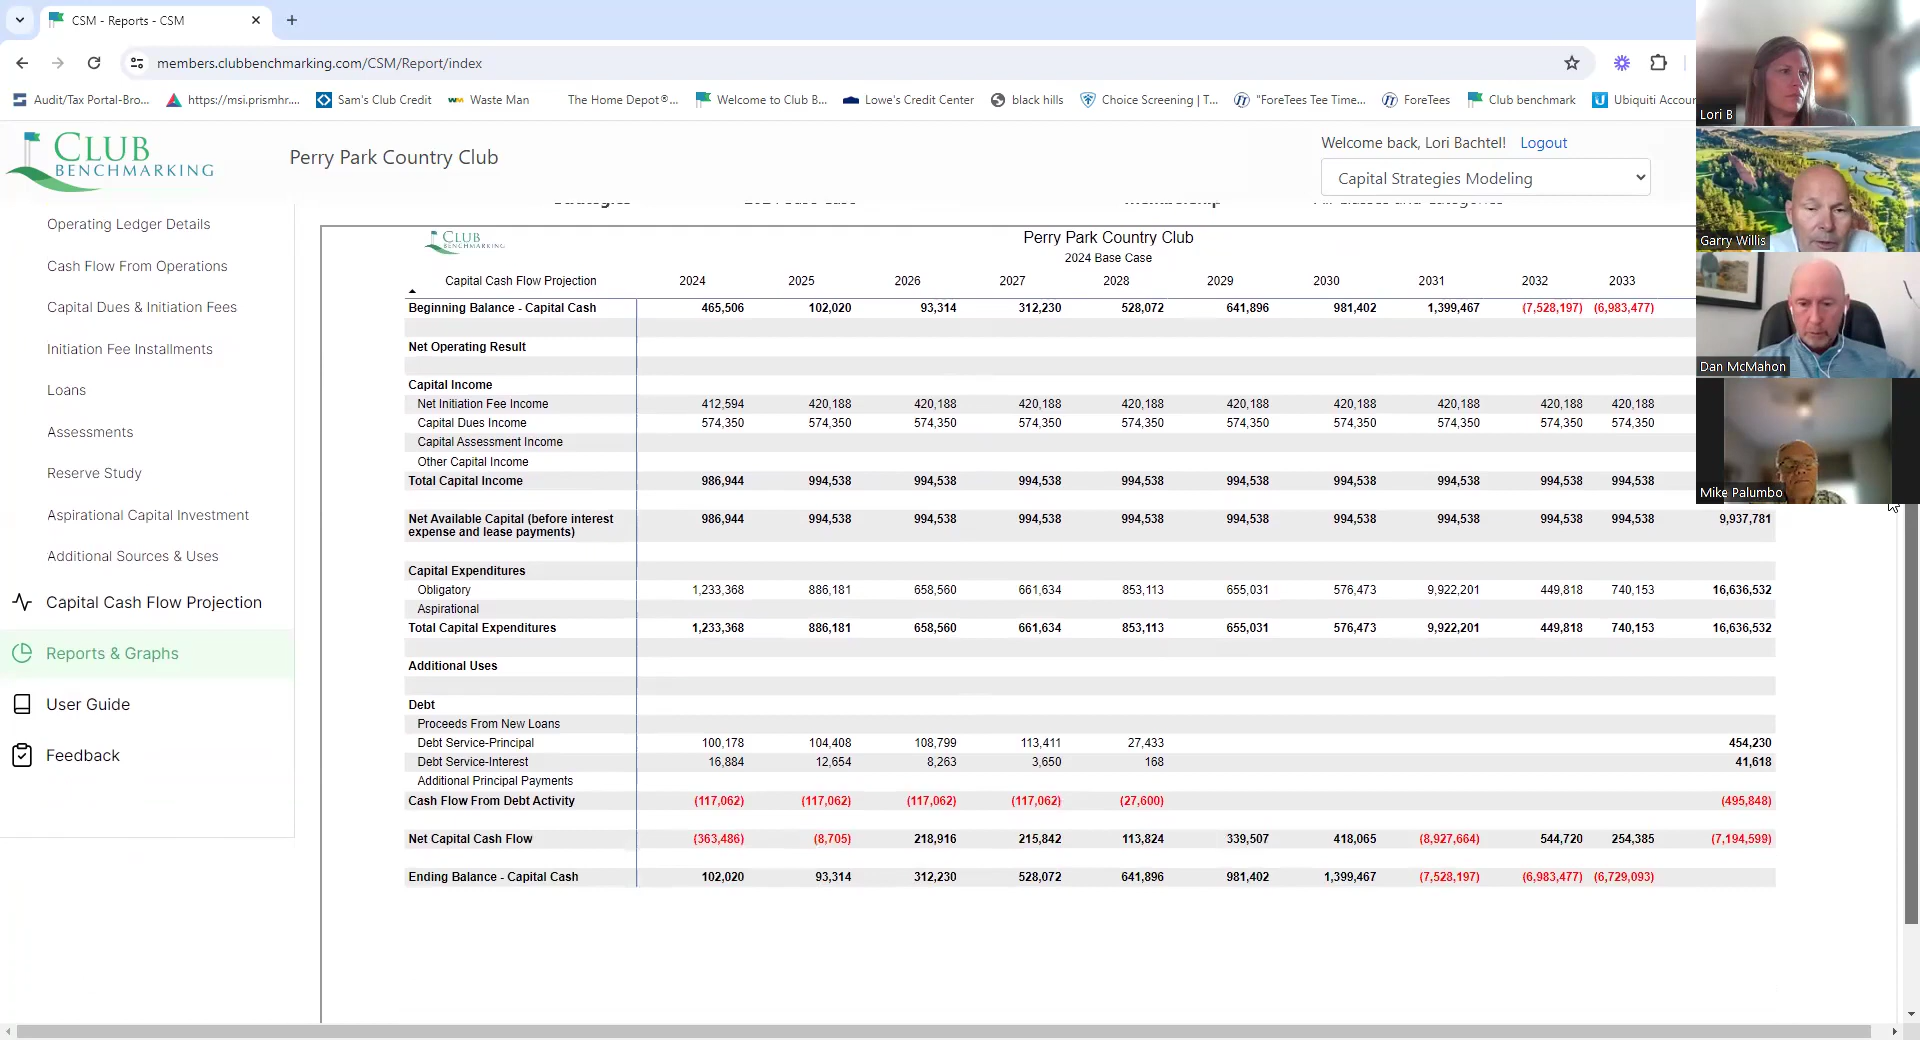 CSM - Reports - CSM
members.clubbenchmarking.com/CSM/Report/index
Audit/Tax Portal-Bro... https://msi.prismhr.... Sam's Club Credit Waste Man The Home Depot®... Welcome to Club B... Lowe's Credit Center black hills Choice Screening | T... "ForeTees Tee Time... ForeTees Club benchmark Ubiquiti Accou
CLUB
BENCHMARKING
Perry Park Country Club
Welcome back, Lori Bachtel! Logout
Capital Strategies Modeling
Operating Ledger Details
Cash Flow From Operations
Capital Dues & Initiation Fees
Initiation Fee Installments
Loans
Assessments
Reserve Study
Aspirational Capital Investment
Additional Sources & Uses
Capital Cash Flow Projection
Reports & Graphs
User Guide
Feedback
CLUB
BENCHMARKING
Perry Park Country Club
2024 Base Case
Capital Cash Flow Projection 2024 2025 2026 2027 2028 2029 2030 2031 2032 2033
Beginning Balance - Capital Cash 465,506 102,020 93,314 312,230 528,072 641,896 981,402 1,399,467 (7,528,197) (6,983,477)
Net Operating Result
Capital Income
Net Initiation Fee Income 412,594 420,188 420,188 420,188 420,188 420,188 420,188 420,188 420,188 420,188
Capital Dues Income 574,350 574,350 574,350 574,350 574,350 574,350 574,350 574,350 574,350 574,350
Capital Assessment Income
Other Capital Income
Total Capital Income 986,944 994,538 994,538 994,538 994,538 994,538 994,538 994,538 994,538 994,538
Net Available Capital (before interest 986,944 994,538 994,538 994,538 994,538 994,538 994,538 994,538 994,538 994,538 9,937,781
expense and lease payments)
Capital Expenditures
Obligatory 1,233,368 886,181 658,560 661,634 853,113 655,031 576,473 9,922,201 449,818 740,153 16,636,532
Aspirational
Total Capital Expenditures 1,233,368 886,181 658,560 661,634 853,113 655,031 576,473 9,922,201 449,818 740,153 16,636,532
Additional Uses
Debt
Proceeds From New Loans
Debt Service-Principal 100,178 104,408 108,799 113,411 27,433 454,230
Debt Service-Interest 16,884 12,654 8,263 3,650 168 41,618
Additional Principal Payments
Cash Flow From Debt Activity (117,062) (117,062) (117,062) (117,062) (27,600) (495,848)
Net Capital Cash Flow (363,486) (8,705) 218,916 215,842 113,824 339,507 418,065 (8,927,664) 544,720 254,385 (7,194,599)
Ending Balance - Capital Cash 102,020 93,314 312,230 528,072 641,896 981,402 1,399,467 (7,528,197) (6,983,477) (6,729,093)
Lori B
Garry Willis
Dan McMahon
Mike Palumbo